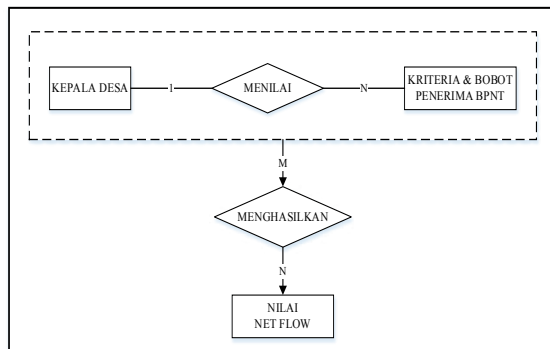 KEPALA DESA
1
MENILAI
N
KRITERIA & BOBOT
PENERIMA BPNT
M
MENGHASILKAN
N
NILAI
NET FLOW